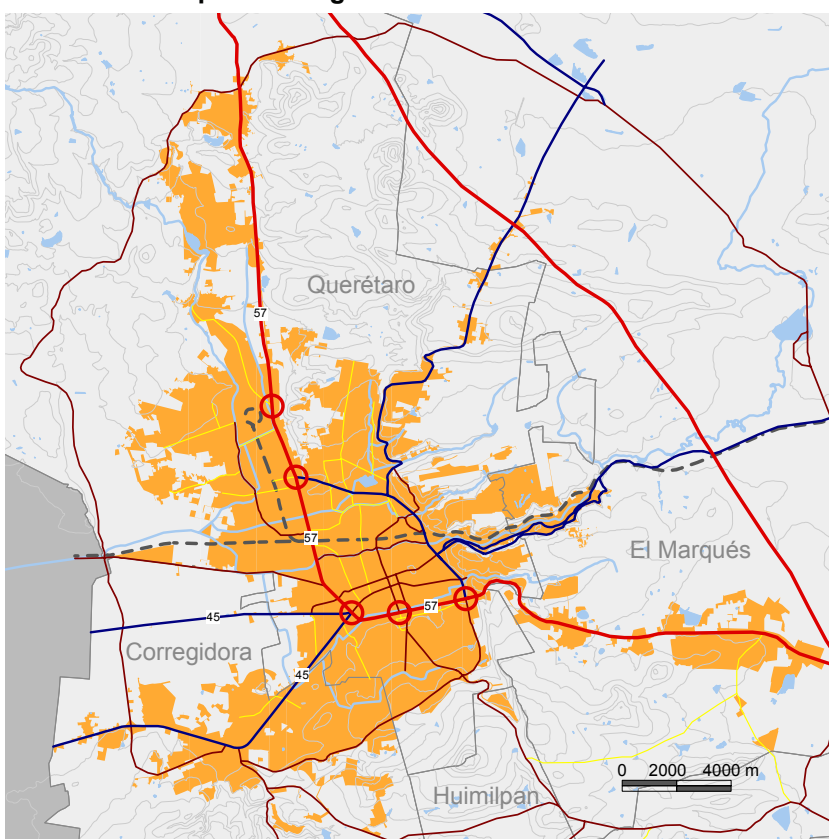 Querétaro
57
57
El Marqués
57
45
Corregidora
45
0 2000 4000 m
Huimilpan